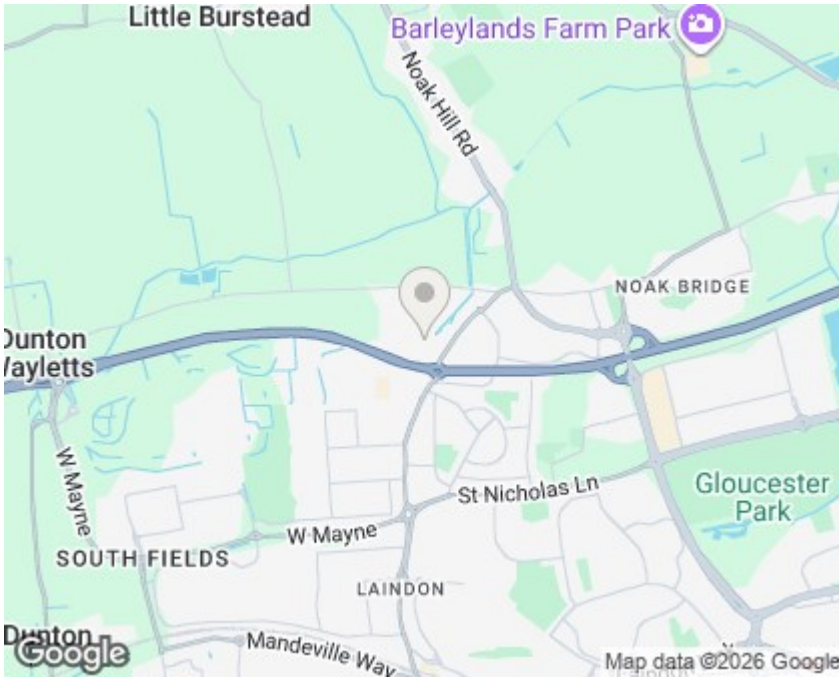 Little Burstead
Barleylands Farm Park
Noak Hill Rd
NOAK BRIDGE
Dunton
Wayletts
W Mayne
St Nicholas Ln
Gloucester
Park
W Mayne
SOUTH FIELDS
LAINDON
Dunton
Mandeville Way
Google
Map data ©2026 Google